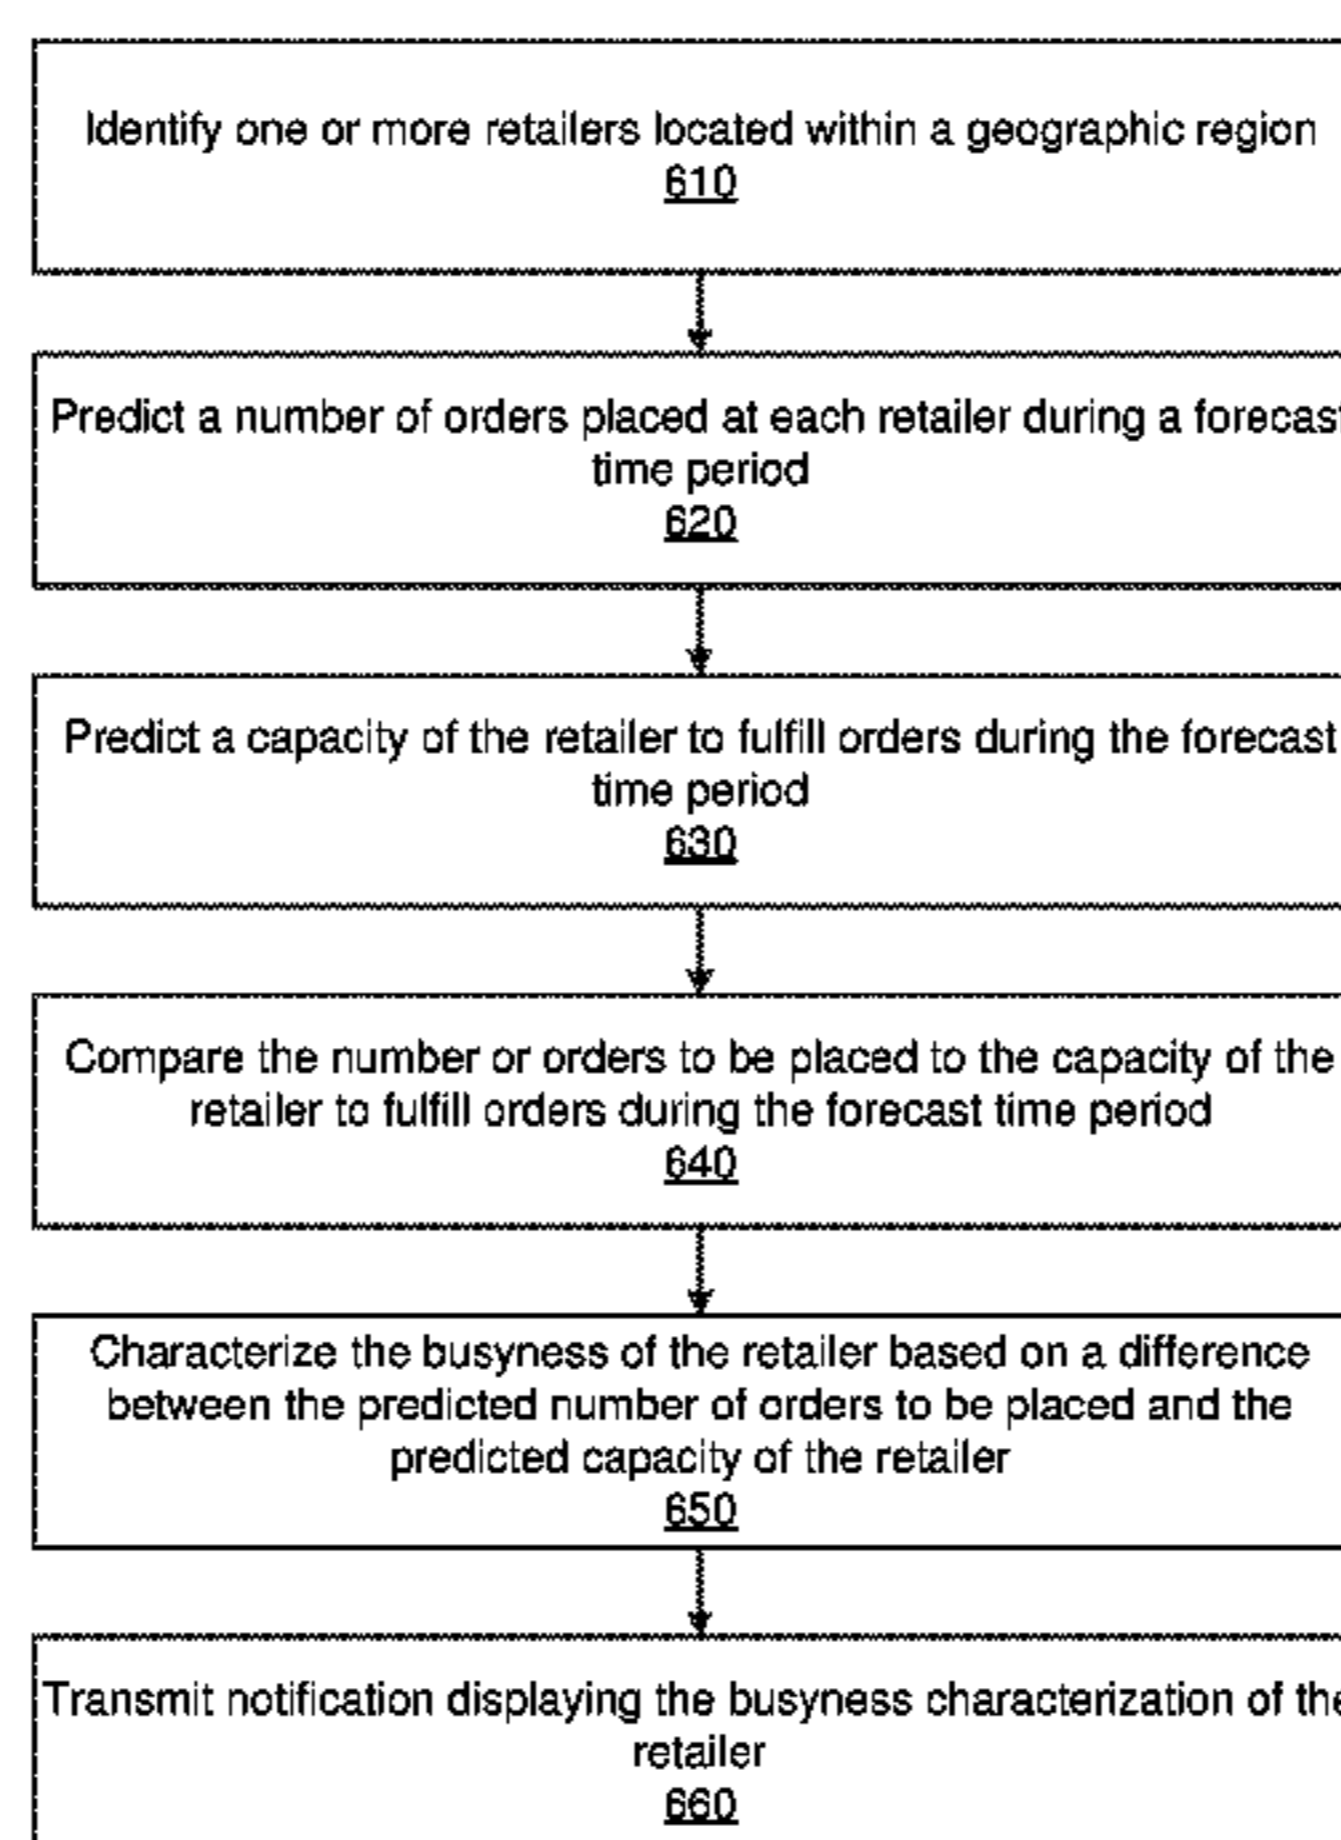 Identify one or more retailers located within a geographic region
610
Predict a number of orders placed at each retailer during a forecast
time period
620
Predict a capacity of the retailer to fulfill orders during the forecast
time period
630
Compare the number or orders to be placed to the capacity of the
retailer to fulfill orders during the forecast time period
640
Characterize the busyness of the retailer based on a difference
between the predicted number of orders to be placed and the
predicted capacity of the retailer
650
Transmit notification displaying the busyness characterization of the
retailer
660